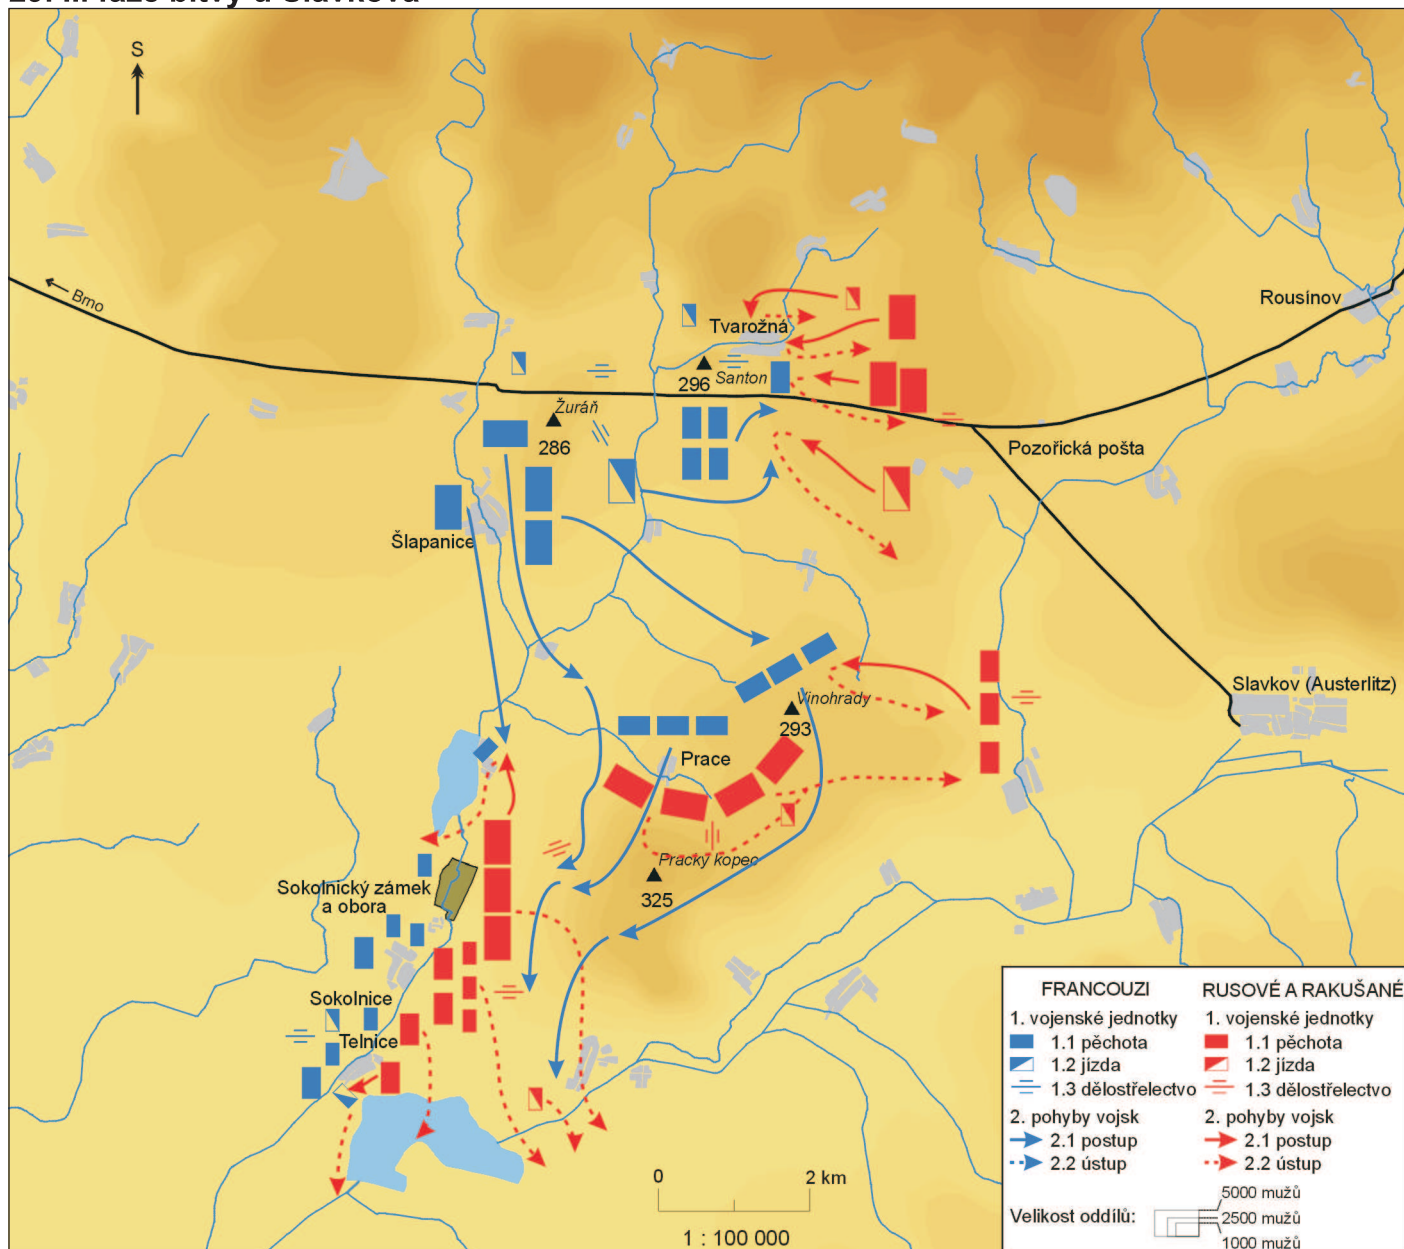 S
Brno
Rousínov
Tvarožná
296
Santon
Žuráň
286
Pozořická pošta
Šlapanice
Slavkov (Austerlitz)
Vinohrady
293
Prace
Pracký kopec
325
Sokolnický zámek
a obora
Sokolnice
Telnice
0 2 km
1 : 100 000
FRANCOUZI
1. vojenské jednotky
1.1 pěchota
1.2 jízda
1.3 dělostřelectvo
2. pohyby vojsk
2.1 postup
2.2 ústup
RUSOVÉ A RAKUŠANÉ
1. vojenské jednotky
1.1 pěchota
1.2 jízda
1.3 dělostřelectvo
2. pohyby vojsk
2.1 postup
2.2 ústup
Velikost oddílů:
5000 mužů
2500 mužů
1000 mužů